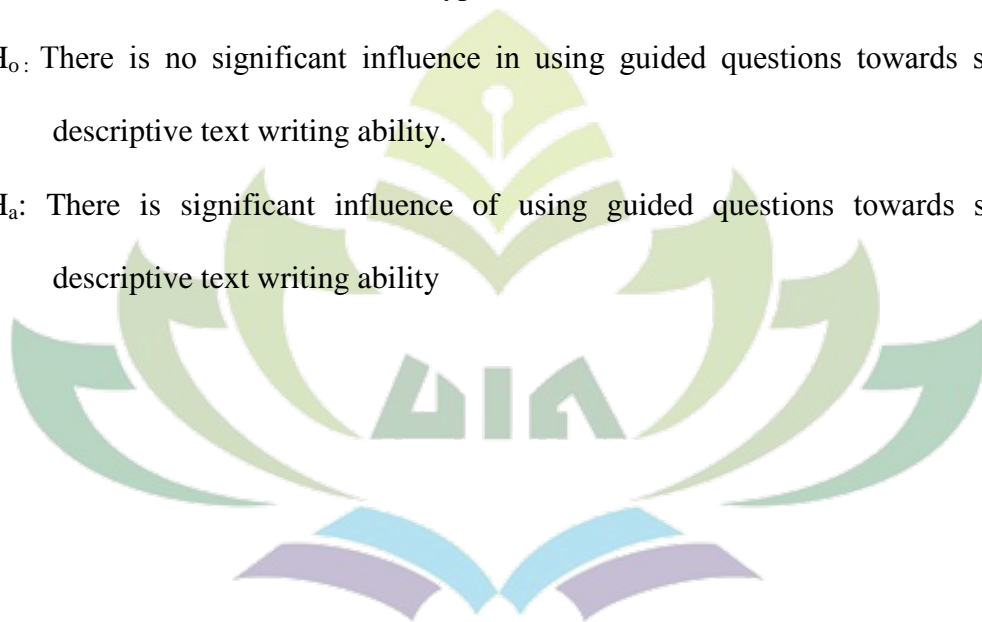 Hₒ : There is no significant influence in using guided questions towards
descriptive text writing ability.
Hₐ: There is significant influence of using guided questions towards
descriptive text writing ability